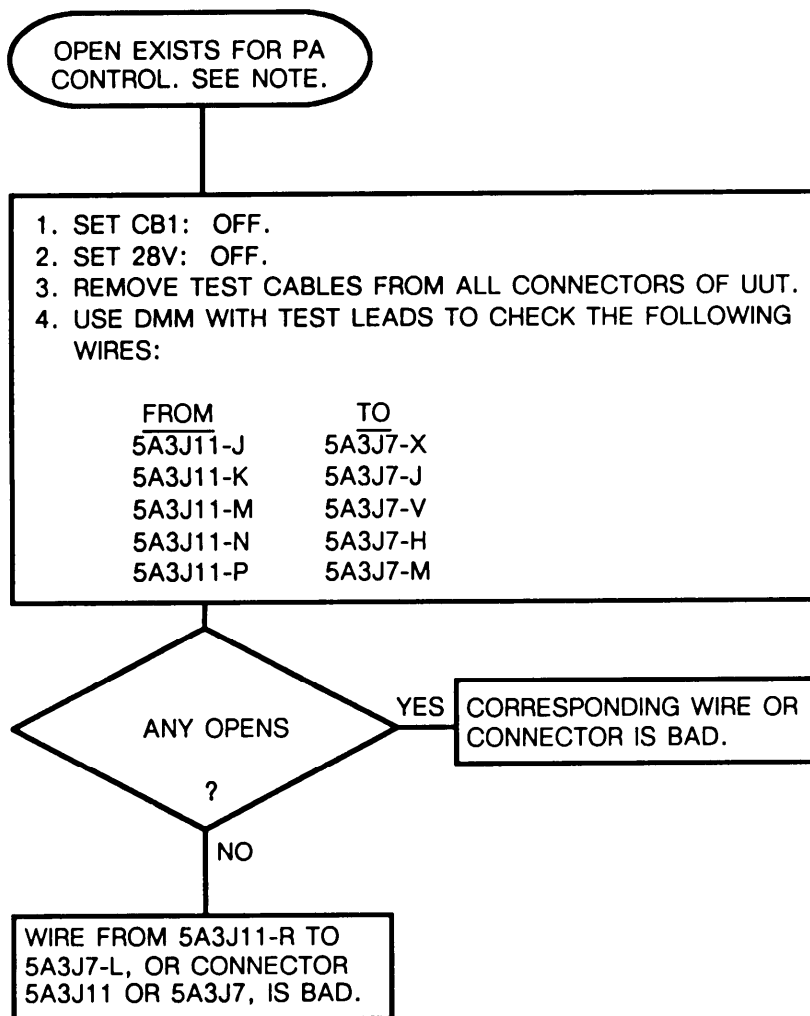 OPEN EXISTS FOR PA
CONTROL. SEE NOTE.
1. SET CB1: OFF.
2. SET 28V: OFF.
3. REMOVE TEST CABLES FROM ALL CONNECTORS OF UUT.
4. USE DMM WITH TEST LEADS TO CHECK THE FOLLOWING
WIRES:
FROM TO
5A3J11-J 5A3J7-X
5A3J11-K 5A3J7-J
5A3J11-M 5A3J7-V
5A3J11-N 5A3J7-H
5A3J11-P 5A3J7-M
ANY OPENS
?
YES
CORRESPONDING WIRE OR
CONNECTOR IS BAD.
NO
WIRE FROM 5A3J11-R TO
5A3J7-L, OR CONNECTOR
5A3J11 OR 5A3J7, IS BAD.